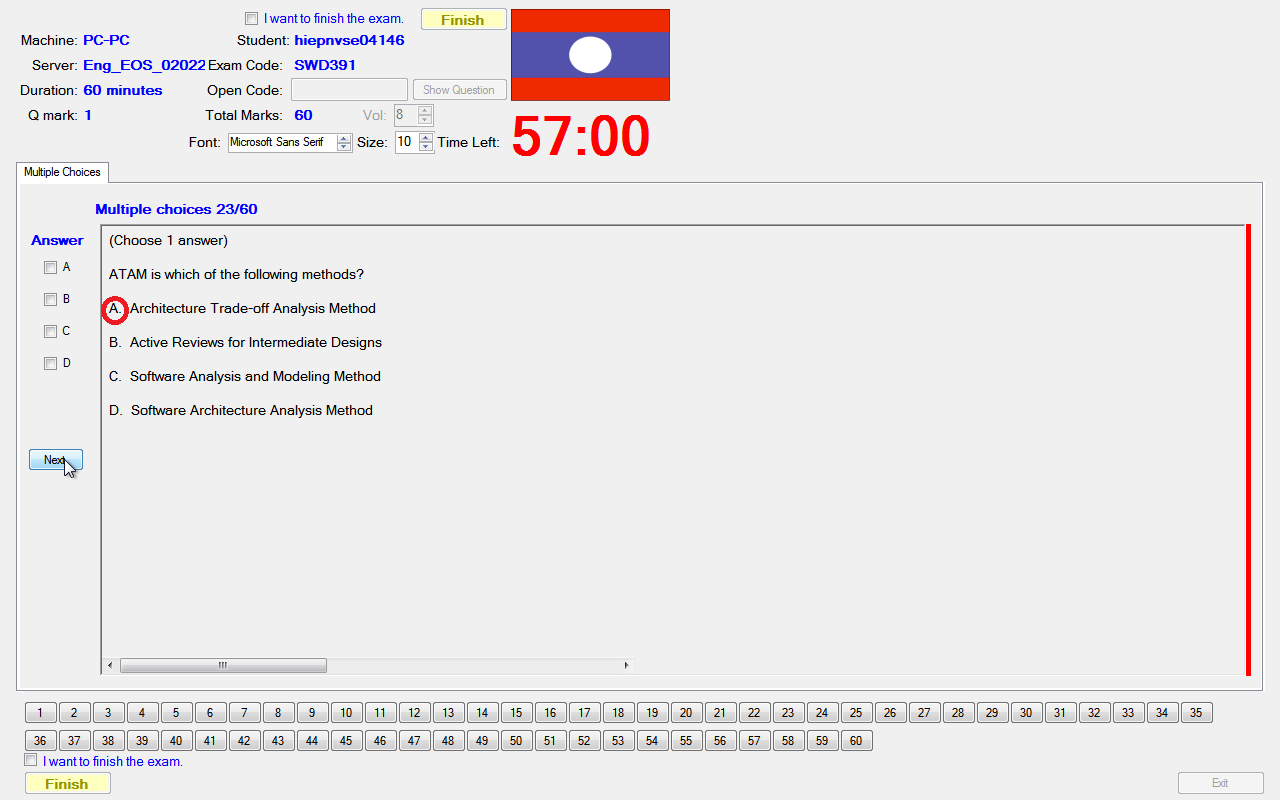 I want to finish the exam. Finish
Machine: PC-PC Student: hiepnvse04146
Server: Eng_EOS_02022 Exam Code: SWD391
Duration: 60 minutes Open Code: Show Question
Q mark: 1 Total Marks: 60 Vol: 8
Font: Microsoft Sans Serif Size: 10 Time Left: 57:00
Multiple Choices
Multiple choices 23/60
Answer
(Choose 1 answer)
A
ATAM is which of the following methods?
B
A. Architecture Trade-off Analysis Method
C
B. Active Reviews for Intermediate Designs
D
C. Software Analysis and Modeling Method
D. Software Architecture Analysis Method
Next
1 2 3 4 5 6 7 8 9 10 11 12 13 14 15 16 17 18 19 20 21 22 23 24 25 26 27 28 29 30 31 32 33 34 35
36 37 38 39 40 41 42 43 44 45 46 47 48 49 50 51 52 53 54 55 56 57 58 59 60
I want to finish the exam.
Finish Exit